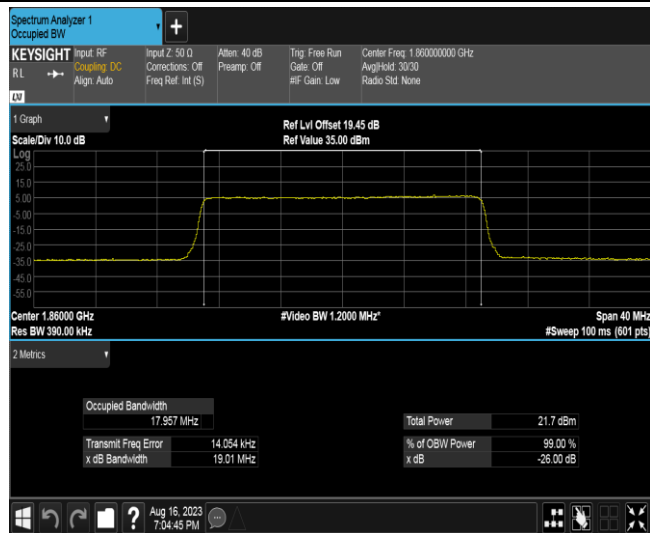 Spectrum Analyzer 1
Occupied BW
+
KEYSIGHT Input: RF Input Z: 50 Ω Atten: 40 dB Trig: Free Run Center Freq: 1.860000000 GHz
RL Coupling: DC Corrections: Off Preamp: Off Gate: Off Avg|Hold: 30/30
Align: Auto Freq Ref: Int (S) #IF Gain: Low Radio Std: None
LXI
1 Graph
Scale/Div 10.0 dB
Ref Lvl Offset 19.45 dB
Ref Value 35.00 dBm
Log
25.0
15.0
5.00
-5.00
-15.0
-25.0
-35.0
-45.0
-55.0
Center 1.86000 GHz #Video BW 1.2000 MHz* Span 40 MHz
Res BW 390.00 kHz #Sweep 100 ms (601 pts)
2 Metrics
Occupied Bandwidth
17.957 MHz Total Power 21.7 dBm
Transmit Freq Error 14.054 kHz % of OBW Power 99.00 %
x dB Bandwidth 19.01 MHz x dB -26.00 dB
? Aug 16, 2023
7:04:45 PM